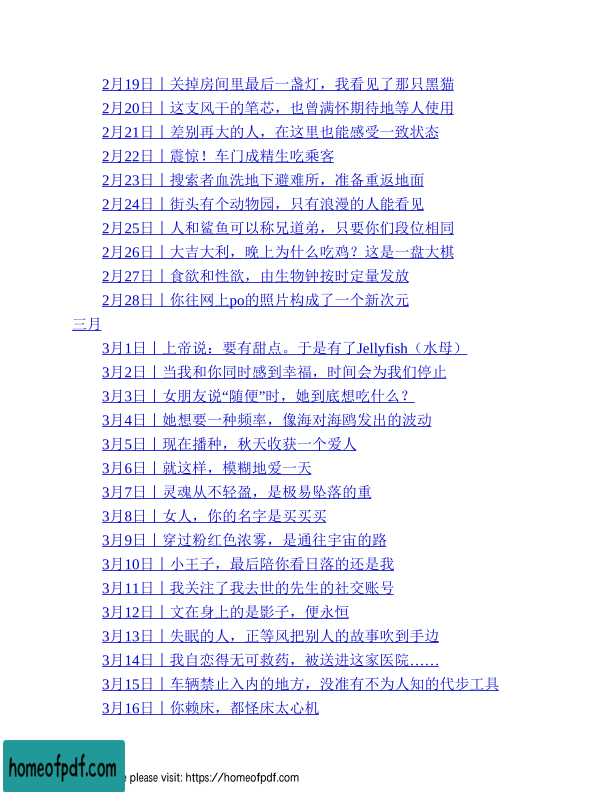 2月19日｜关掉房间里最后一盏灯，我看见了那只黑猫
2月20日｜这支风干的笔芯，也曾满怀期待地等人使用
2月21日｜差别再大的人，在这里也能感受一致状态
2月22日｜震惊！车门成精生吃乘客
2月23日｜搜索者血洗地下避难所，准备重返地面
2月24日｜街头有个动物园，只有浪漫的人能看见
2月25日｜人和鲨鱼可以称兄道弟，只要你们段位相同
2月26日｜大吉大利，晚上为什么吃鸡？这是一盘大棋
2月27日｜食欲和性欲，由生物钟按时定量发放
2月28日｜你往网上po的照片构成了一个新次元
三月
3月1日｜上帝说：要有甜点。于是有了Jellyfish（水母）
3月2日｜当我和你同时感到幸福，时间会为我们停止
3月3日｜女朋友说“随便”时，她到底想吃什么？
3月4日｜她想要一种频率，像海对海鸥发出的波动
3月5日｜现在播种，秋天收获一个爱人
3月6日｜就这样，模糊地爱一天
3月7日｜灵魂从不轻盈，是极易坠落的重
3月8日｜女人，你的名字是买买买
3月9日｜穿过粉红色浓雾，是通往宇宙的路
3月10日｜小王子，最后陪你看日落的还是我
3月11日｜我关注了我去世的先生的社交账号
3月12日｜文在身上的是影子，便永恒
3月13日｜失眠的人，正等风把别人的故事吹到手边
3月14日｜我自恋得无可救药，被送进这家医院……
3月15日｜车辆禁止入内的地方，没准有不为人知的代步工具
3月16日｜你赖床，都怪床太心机
homeofpdf.com
please visit: https://homeofpdf.com